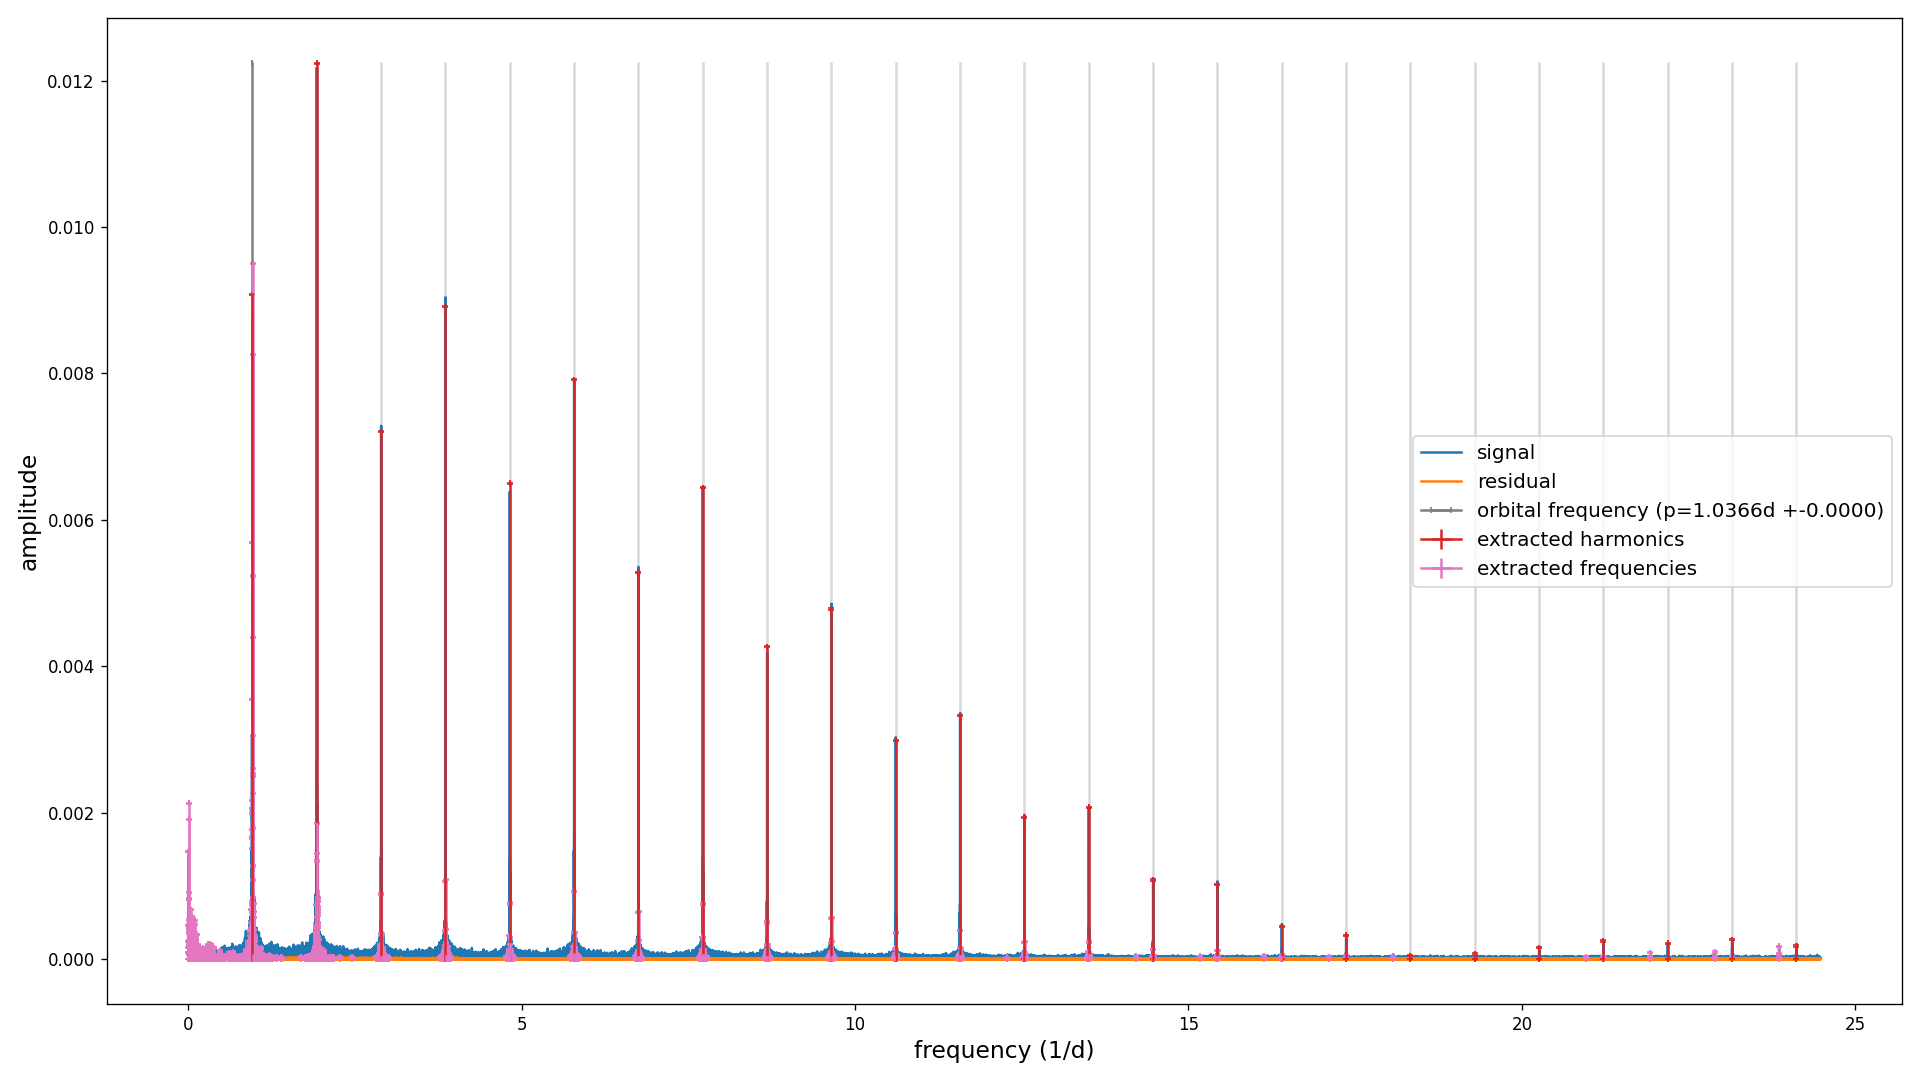 0.012
0.010
0.008
0.006
0.004
0.002
0.000
amplitude
signal
residual
orbital frequency (p=1.0366d +-0.0000)
extracted harmonics
extracted frequencies
0 5 10 15 20 25
frequency (1/d)